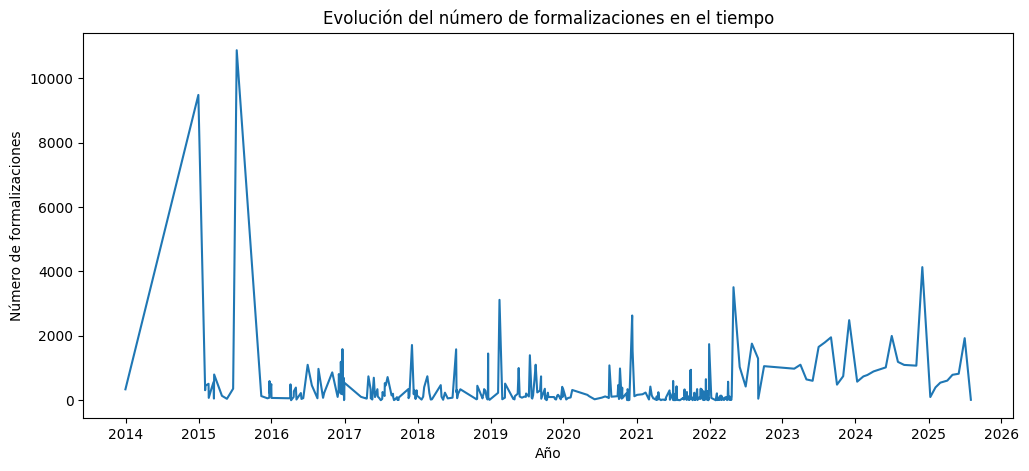 Evolución del número de formalizaciones en el tiempo
Número de formalizaciones
10000
8000
6000
4000
2000
0
2014 2015 2016 2017 2018 2019 2020 2021 2022 2023 2024 2025 2026
Año